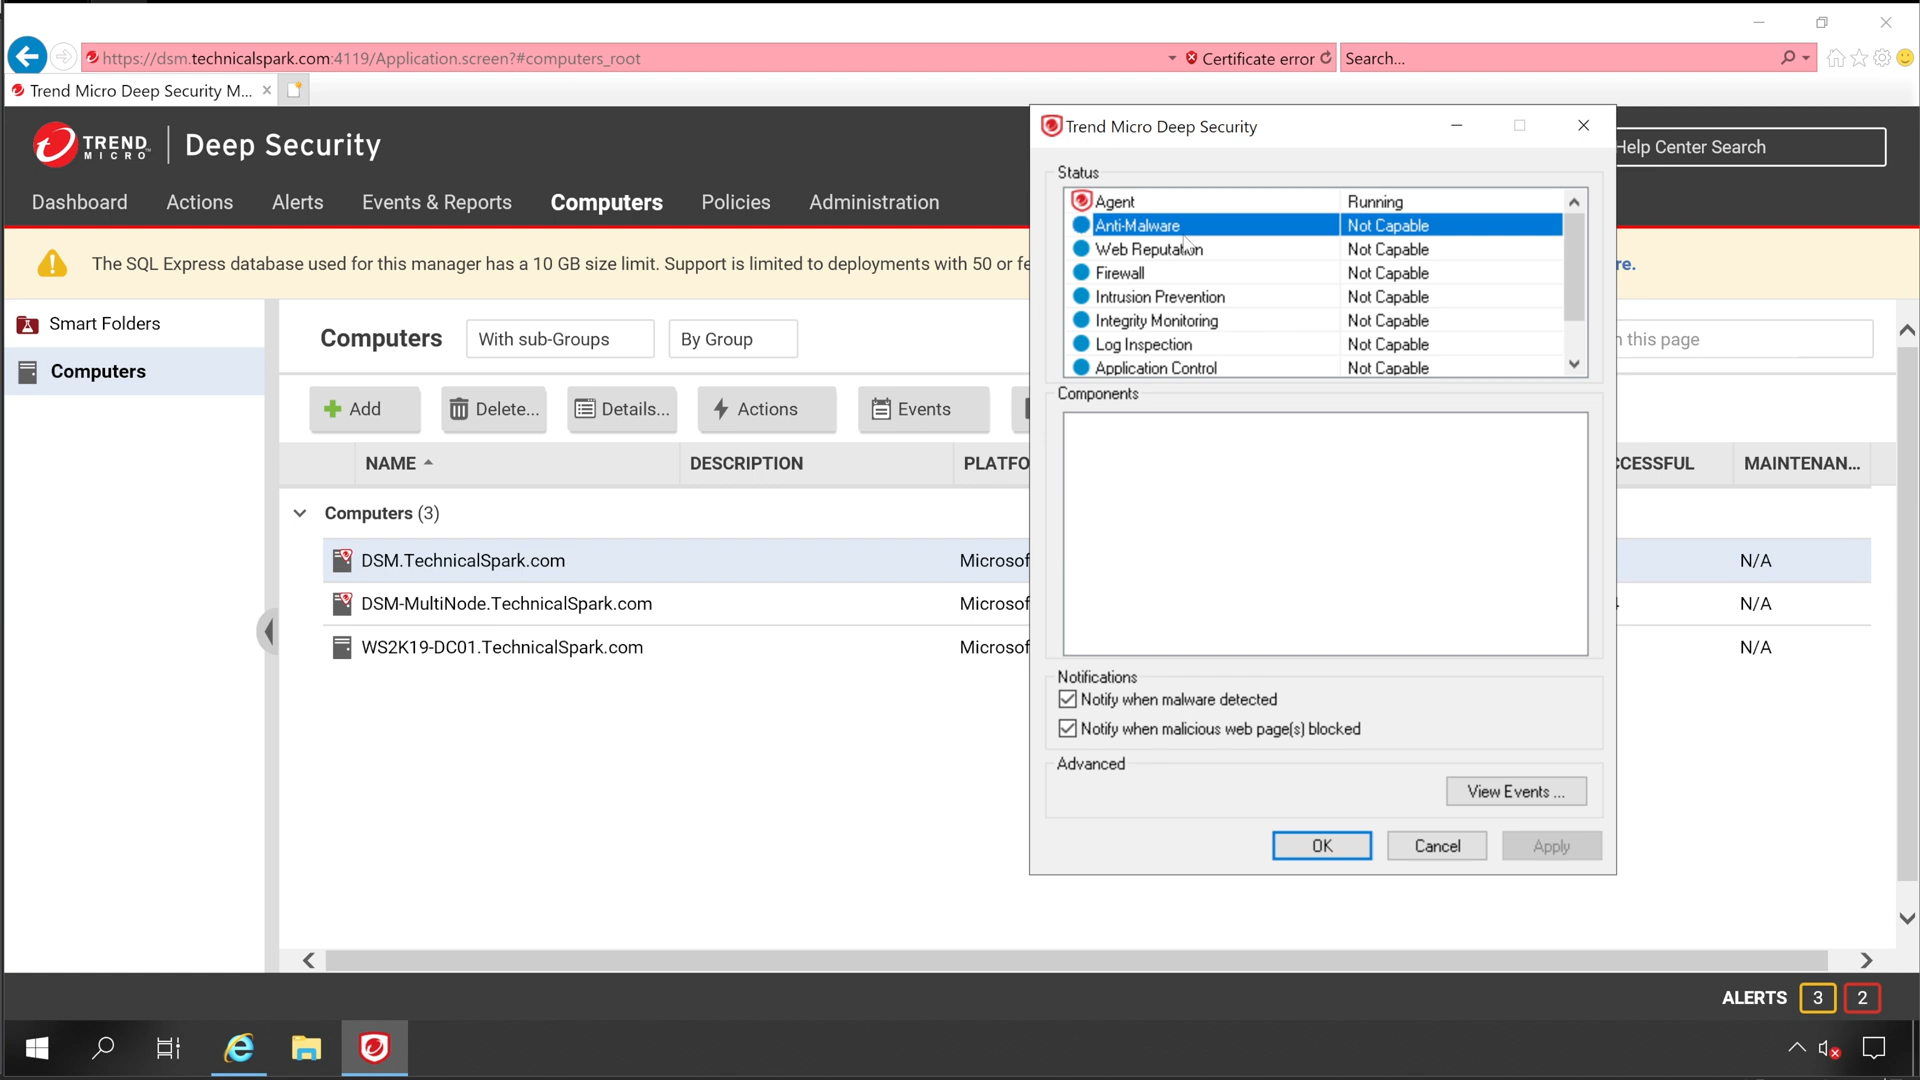 https://dsm.technicalspark.com:4119/Application.screen?#computers_root
Certificate error
Search...
Trend Micro Deep Security M...
TREND MICRO
Deep Security
Help Center Search
Dashboard
Actions
Alerts
Events & Reports
Computers
Policies
Administration
The SQL Express database used for this manager has a 10 GB size limit. Support is limited to deployments with 50 or fe
re.
Smart Folders
Computers
Computers
With sub-Groups
By Group
n this page
Add
Delete...
Details...
Actions
Events
NAME
DESCRIPTION
PLATFO
CCESSFUL
MAINTENAN...
Computers (3)
DSM.TechnicalSpark.com
Microsof
N/A
DSM-MultiNode.TechnicalSpark.com
Microsof
N/A
WS2K19-DC01.TechnicalSpark.com
Microsof
N/A
Trend Micro Deep Security
Status
Agent Running
Anti-Malware Not Capable
Web Reputation Not Capable
Firewall Not Capable
Intrusion Prevention Not Capable
Integrity Monitoring Not Capable
Log Inspection Not Capable
Application Control Not Capable
Components
Notifications
Notify when malware detected
Notify when malicious web page(s) blocked
Advanced
View Events ...
OK
Cancel
Apply
ALERTS 3 2